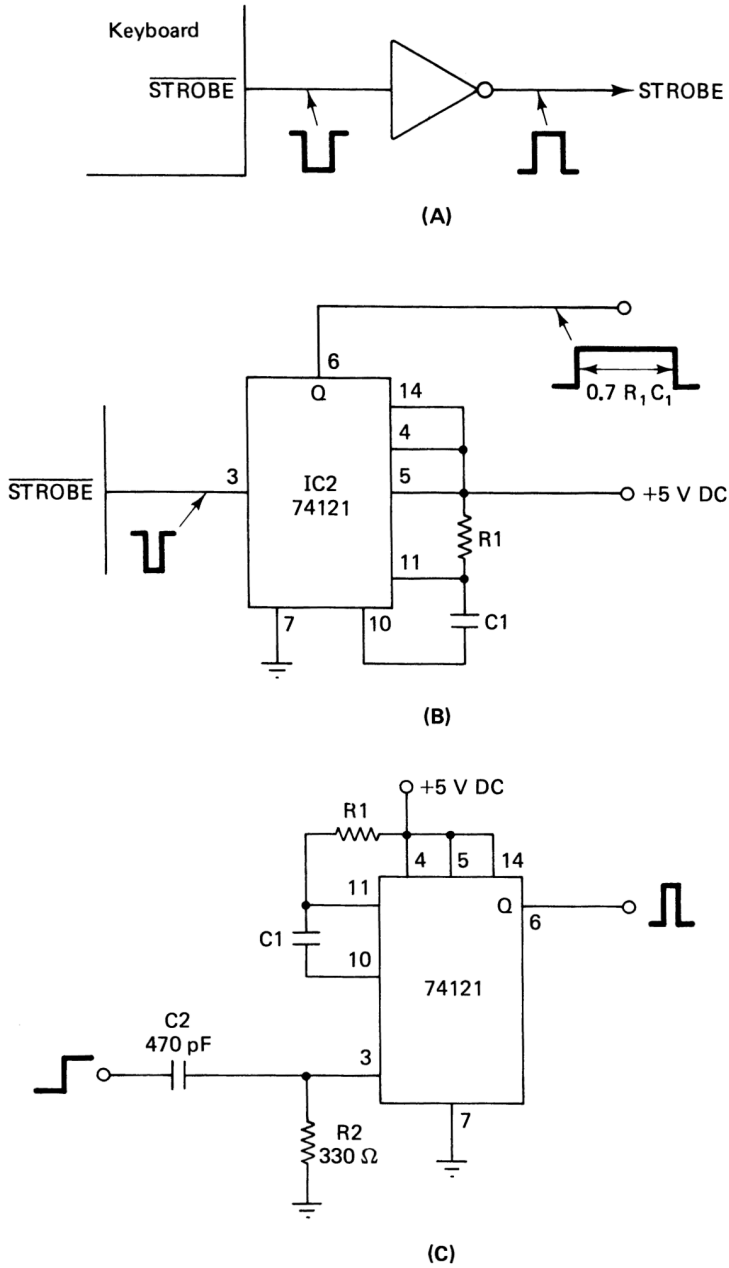 Keyboard
STROBE
STROBE
(A)
6
Q
14
0.7 R₁C₁
4
STROBE
3
IC2
74121
5
+5 V DC
R1
11
7
10
C1
(B)
+5 V DC
R1
4
5
14
11
Q
6
C1
10
74121
C2
470 pF
3
R2
330 Ω
7
(C)